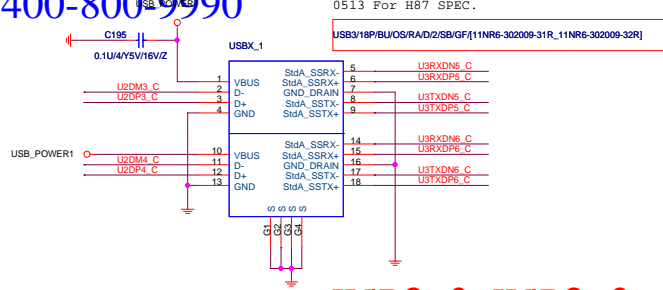 400-800-9990
USB_POWER
0513 For H87 SPEC.
USB3/18P/BU/OS/RA/D/2/SB/GF/[11NR6-302009-31R_11NR6-302009-32R]
C195
0.1U/4/Y5V/16V/Z
USBX_1
U2DM3_C
U2DP3_C
1 VBUS
2 D-
3 D+
4 GND
StdA_SSRX- 5 U3RXDN5_C
StdA_SSRX+ 6 U3RXDP5_C
GND_DRAIN 7
StdA_SSTX- 8 U3TXDN5_C
StdA_SSTX+ 9 U3TXDP5_C
USB_POWER1
U2DM4_C
U2DP4_C
10 VBUS
11 D-
12 D+
13 GND
StdA_SSRX- 14 U3RXDN6_C
StdA_SSRX+ 15 U3RXDP6_C
GND_DRAIN 16
StdA_SSTX- 17 U3TXDN6_C
StdA_SSTX+ 18 U3TXDP6_C
S S S S
G1 G2 G3 G4